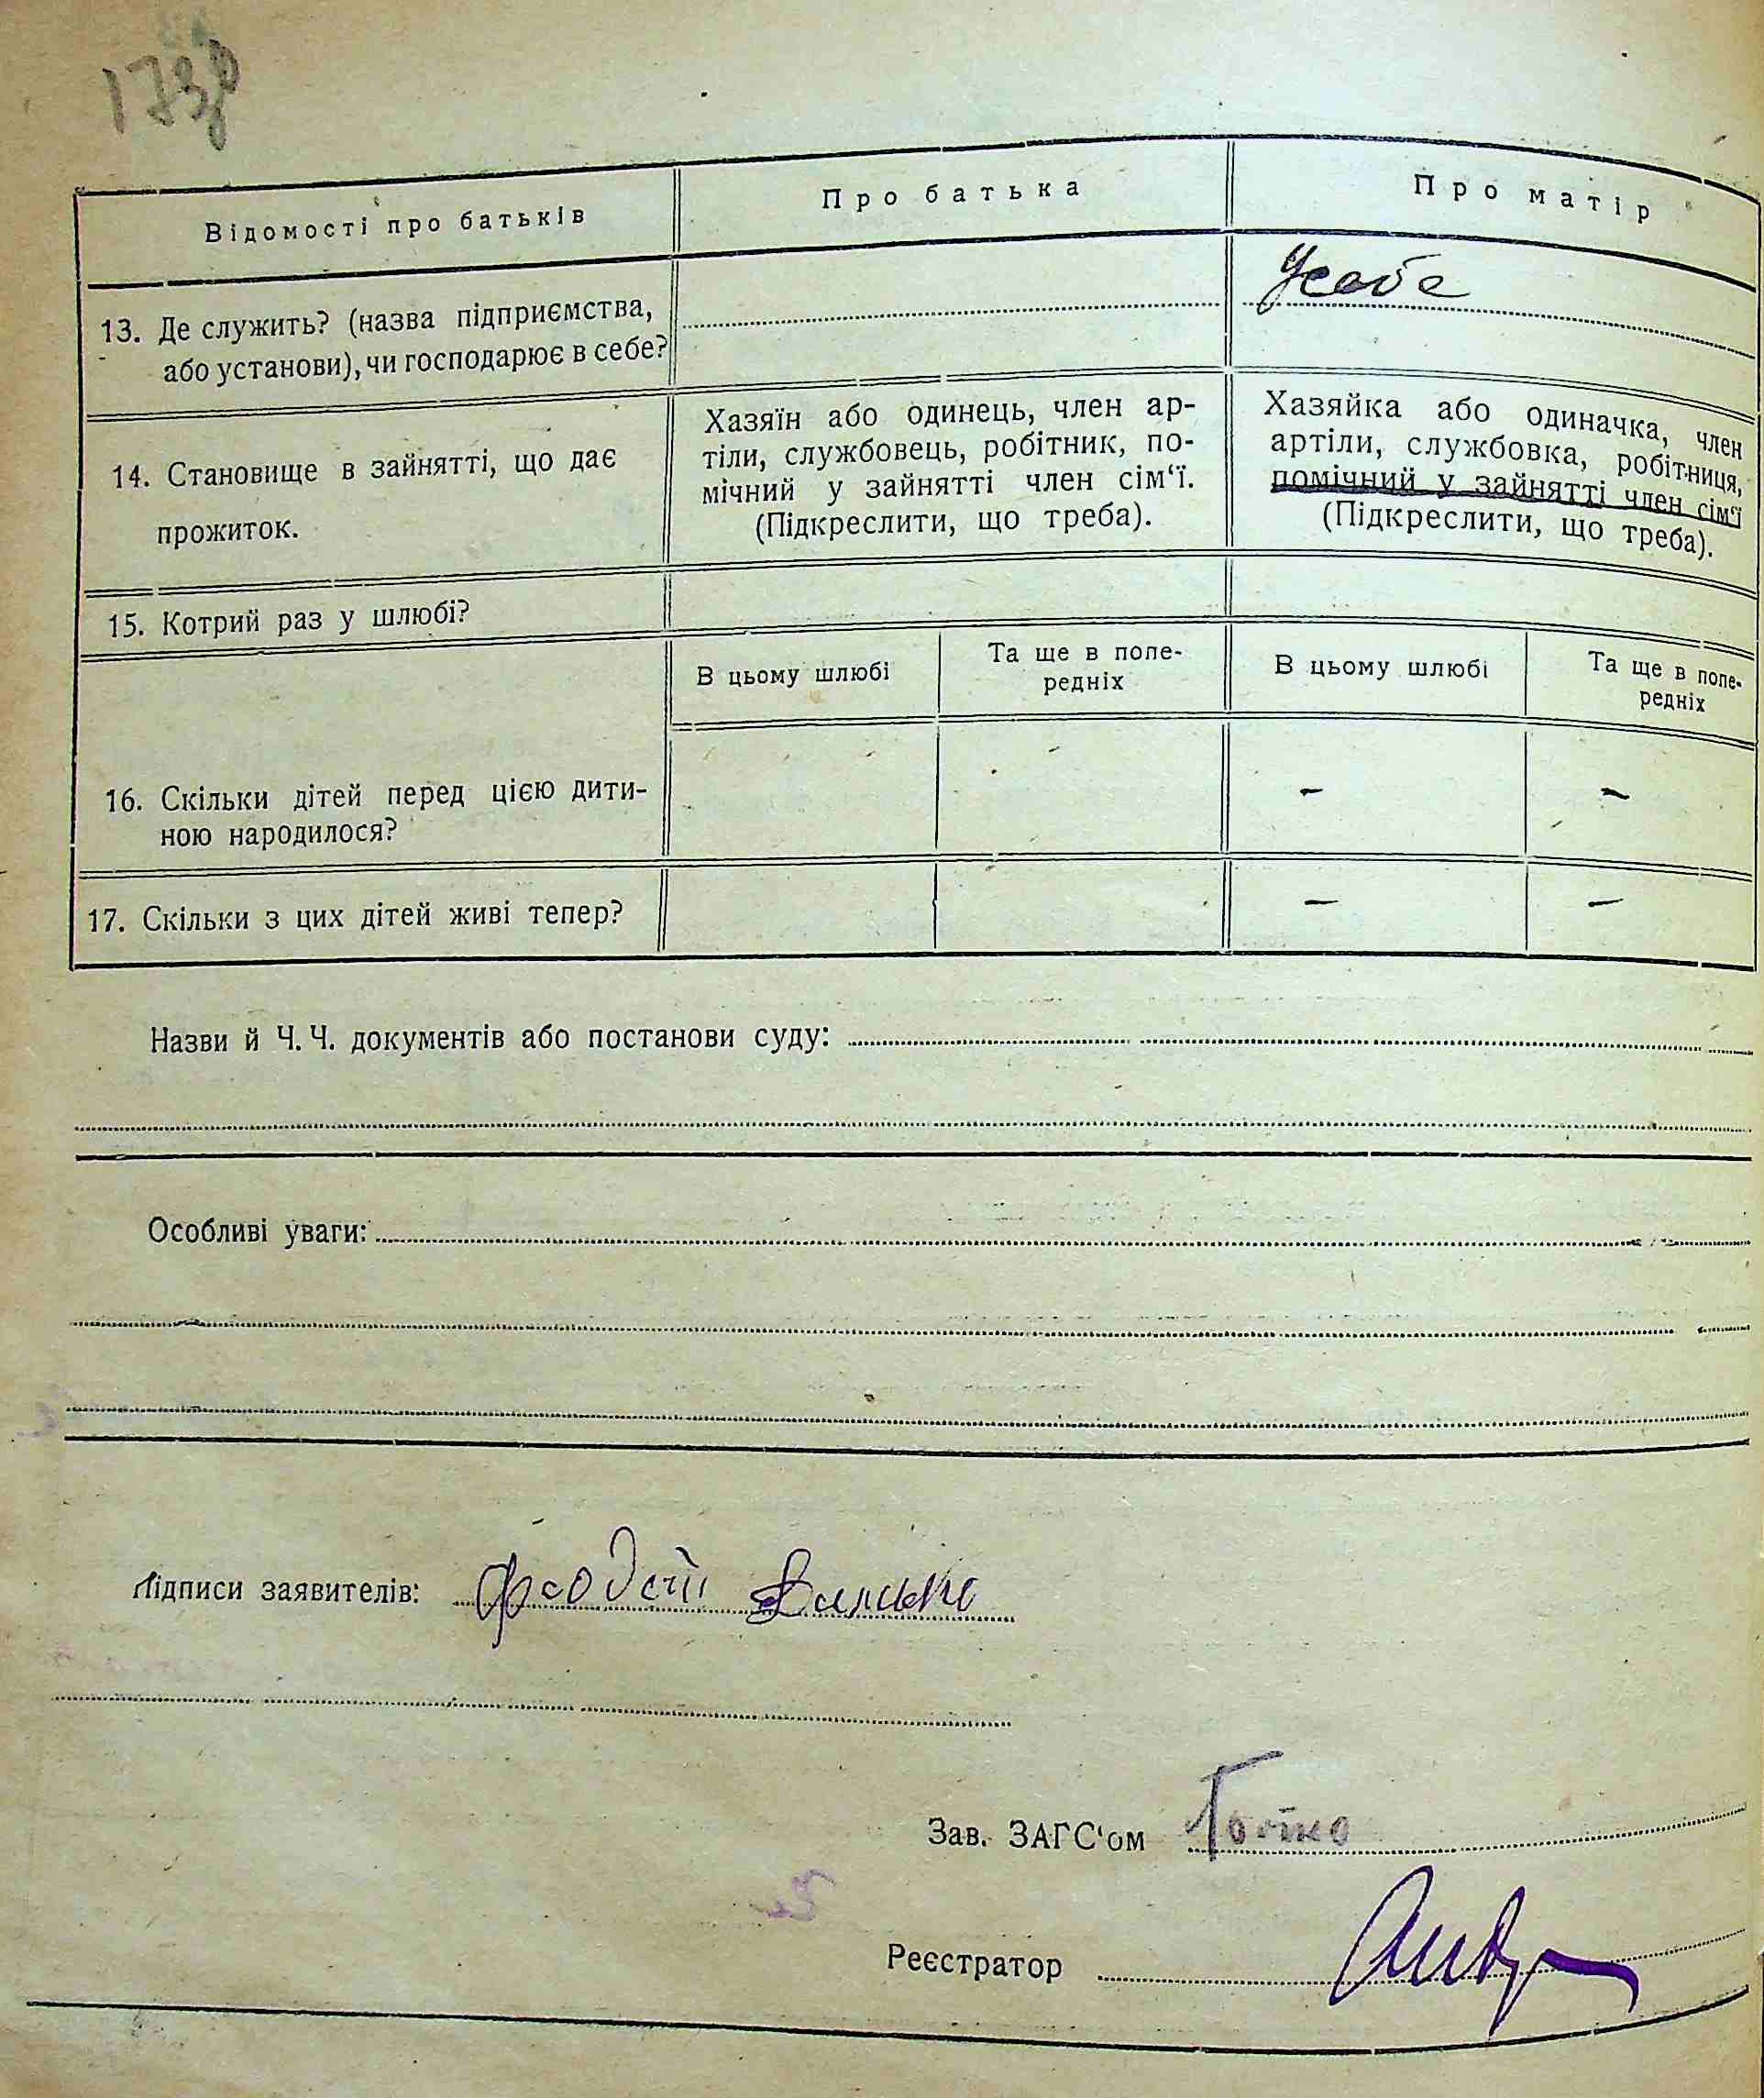 Відомості про батьків
Про батька
Про матір
13. Де служить? (назва підприємства,
або установи), чи господарює в себе?
У себе
14. Становище в зайнятті, що дає
прожиток.
Хазяїн або одинець, член ар-
тіли, службовець, робітник, по-
мічний у зайнятті член сім‘ї.
(Підкреслити, що треба).
Хазяйка або одиначка, член
артіли, службовка, робітниця,
помічний у зайнятті член сім‘ї
(Підкреслити, що треба).
15. Котрий раз у шлюбі?
В цьому шлюбі
Та ще в попе-
редніх
В цьому шлюбі
Та ще в попе-
редніх
16. Скільки дітей перед цією дити-
ною народилося?
- -
17. Скільки з цих дітей живі тепер?
- -
Назви й Ч. Ч. документів або постанови суду:
Особливі уваги:
Підписи заявителів:
Зав. ЗАГС‘ом
Реєстратор